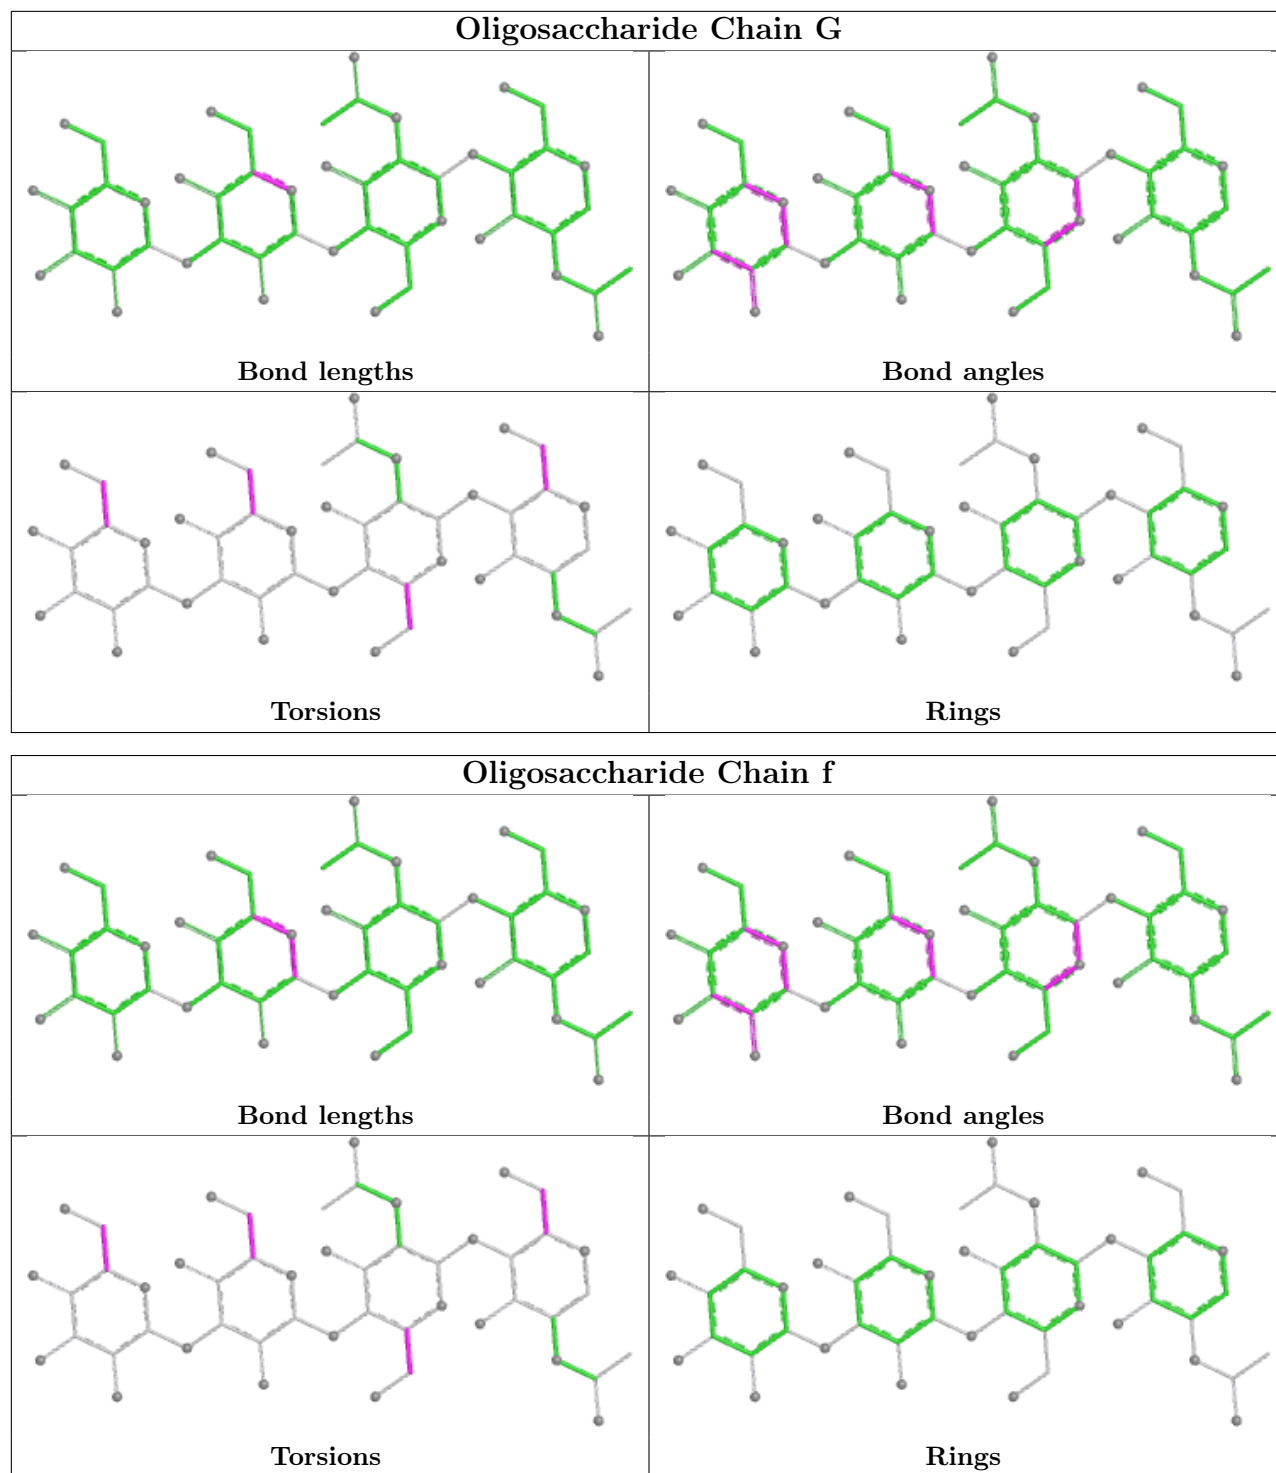 Oligosaccharide Chain G
Bond lengths
Bond angles
Torsions
Rings
Oligosaccharide Chain f
Bond lengths
Bond angles
Torsions
Rings